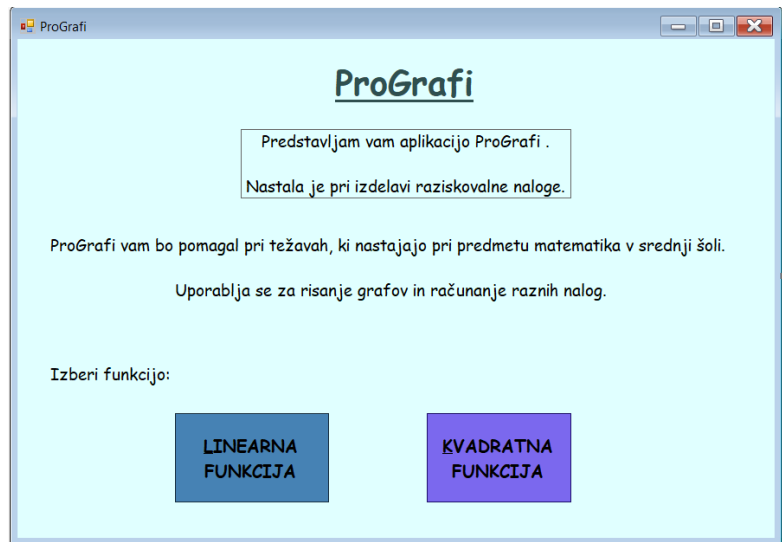 ProGrafi
ProGrafi
Predstavljam vam aplikacijo ProGrafi .
Nastala je pri izdelavi raziskovalne naloge.
ProGrafi vam bo pomagal pri težavah, ki nastajajo pri predmetu matematika v srednji šoli.
Uporablja se za risanje grafov in računanje raznih nalog.
Izberi funkcijo:
LINEARNA
FUNKCIJA
KVADRATNA
FUNKCIJA